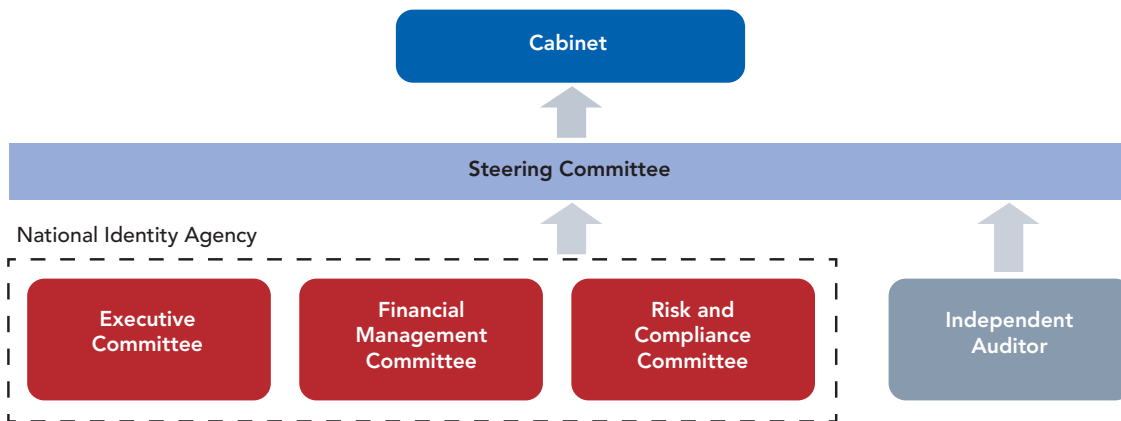 Cabinet
Steering Committee
National Identity Agency
Executive
Committee
Financial
Management
Committee
Risk and
Compliance
Committee
Independent
Auditor